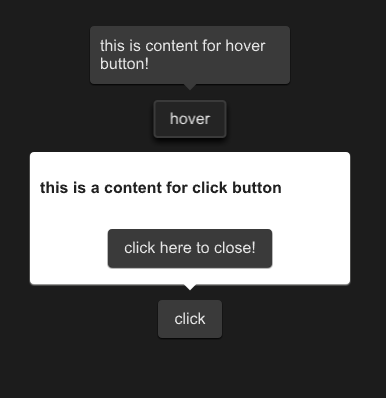 this is content for hover
button!
hover
this is a content for click button
click here to close!
click